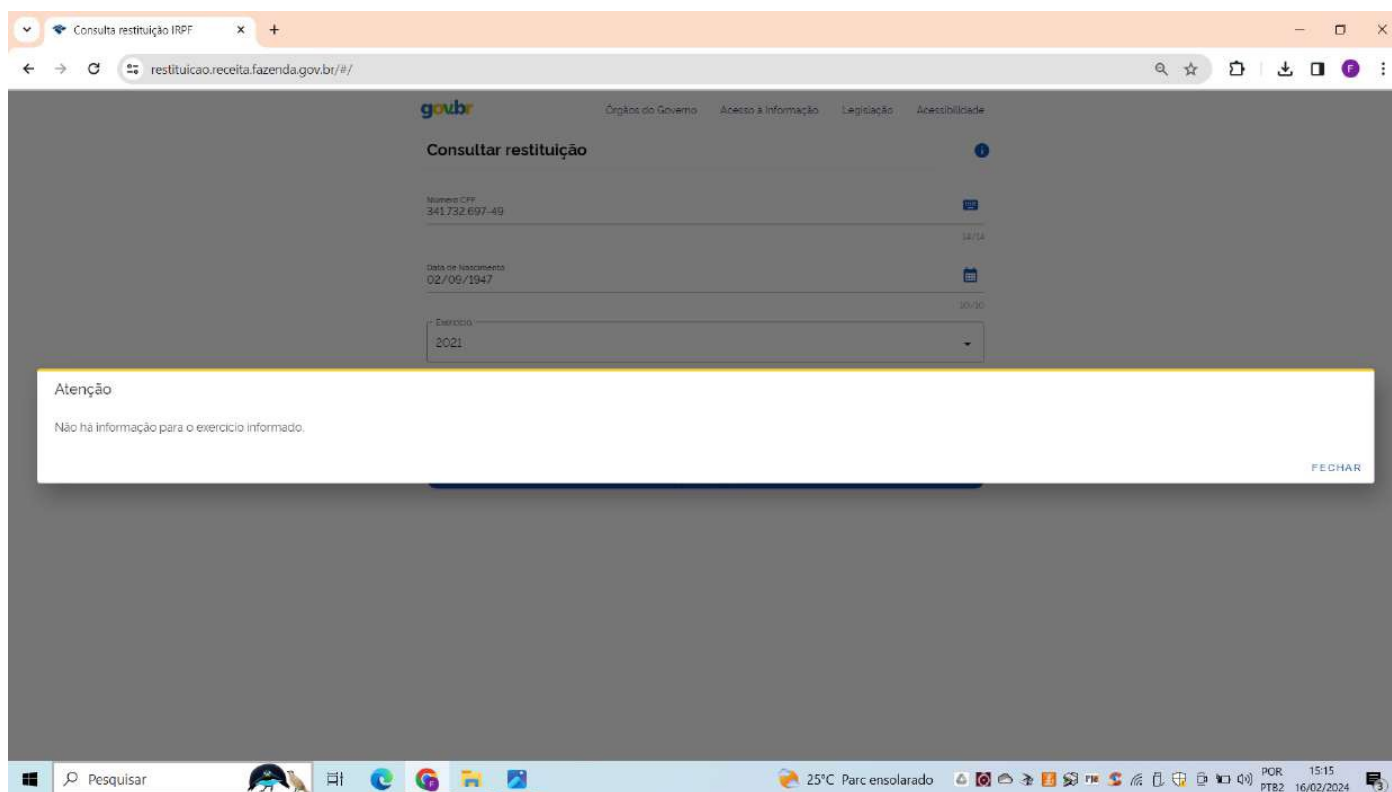 Consulta restituição IRPF
restituicao.receita.fazenda.gov.br/#/
F
gov.br
Órgãos do Governo Acesso à Informação Legislação Acessibilidade
Consultar restituição
Número CPF
341.732.697-49
14/14
Data de Nascimento
02/09/1947
10/10
Exercício
2021
Atenção
Não há informação para o exercício informado.
FECHAR
Pesquisar
25°C Parc ensolarado
POR
PTB2
15:15
16/02/2024
3